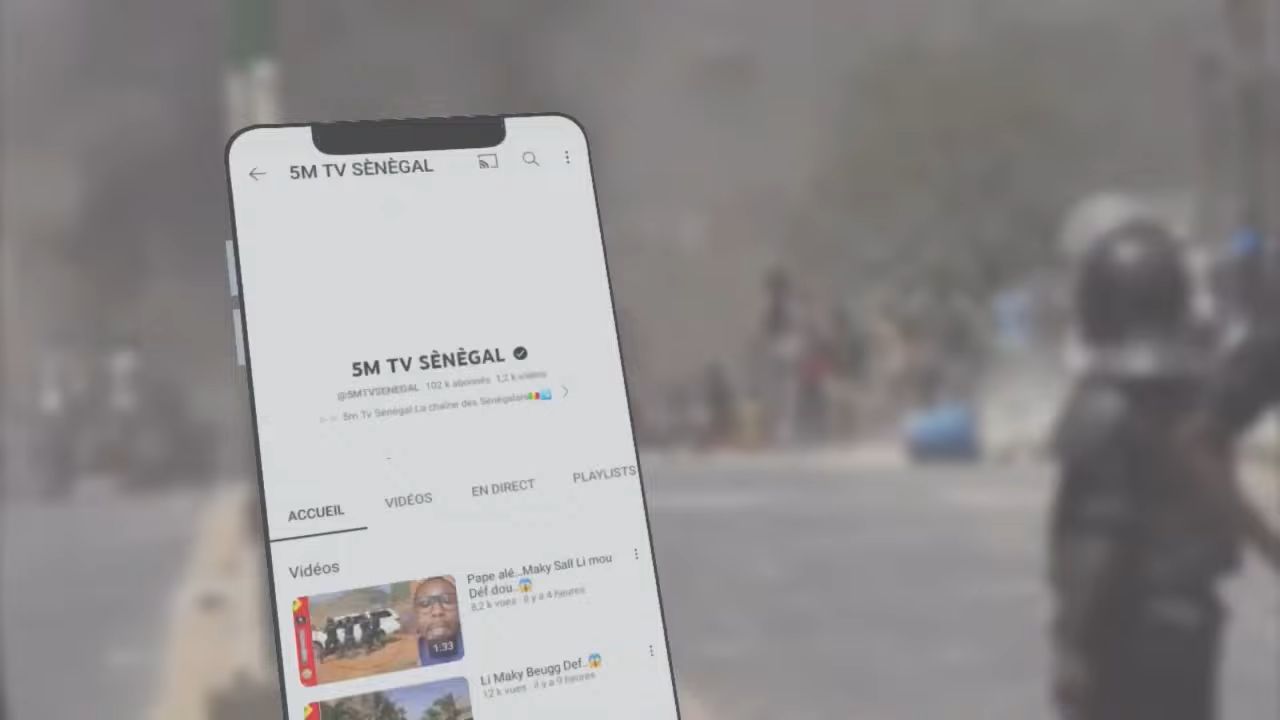 5M TV SÈNÈGAL
5M TV SÈNÈGAL
@5MTVSENEGAL 102 k abonnés 1,2 k vidéos
5m Tv Sénégal La chaîne des Sénégalais
ACCUEIL VIDÉOS EN DIRECT PLAYLISTS
Vidéos
Pape alé...Maky Sall Li mou
Déf dou..😱
8,2 k vues · il y a 4 heures
1:33
Li Maky Beugg Def..😱
12 k vues · il y a 9 heures